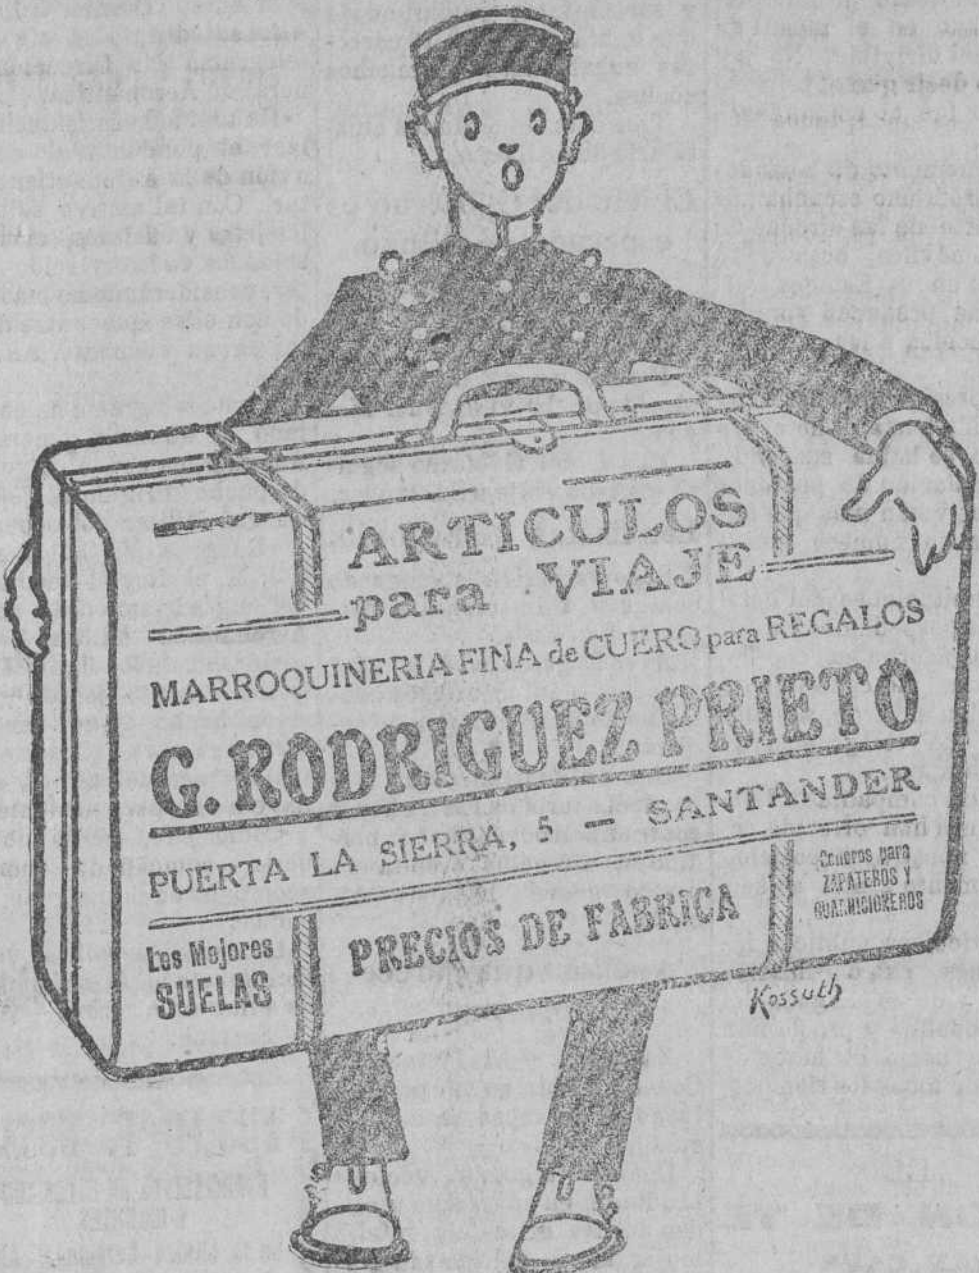 ARTICULOS
para VIAJE
MARROQUINERIA FINA de CUERO para REGALOS
G. RODRIGUEZ PRIETO
PUERTA LA SIERRA, 5 — SANTANDER
Los Mejores
SUELAS
PRECIOS DE FABRICA
Géneros para
ZAPATEROS Y
GUARNICIONEROS
Kossuth